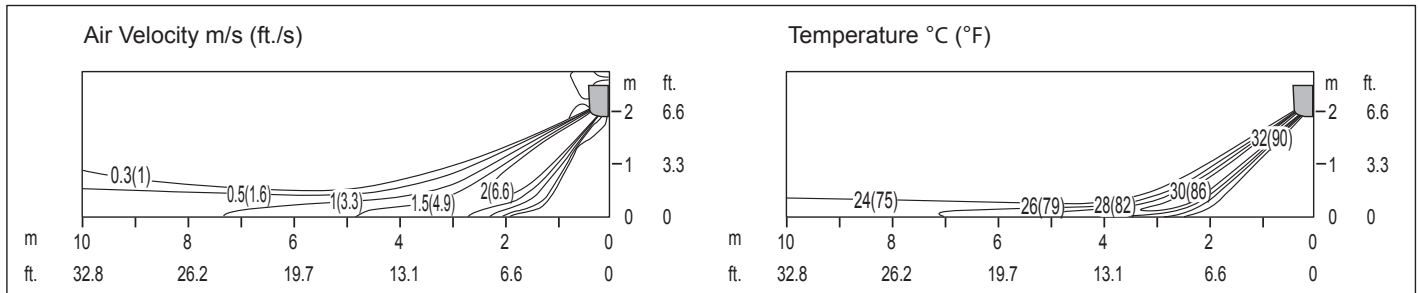 Air Velocity m/s (ft./s)
m ft.
2 6.6
1 3.3
0 0
0.3(1)
0.5(1.6)
1(3.3)
1.5(4.9)
2(6.6)
m 10 8 6 4 2 0
ft. 32.8 26.2 19.7 13.1 6.6 0
Temperature °C (°F)
m ft.
2 6.6
1 3.3
0 0
32(90)
30(86)
24(75)
26(79)
28(82)
m 10 8 6 4 2 0
ft. 32.8 26.2 19.7 13.1 6.6 0